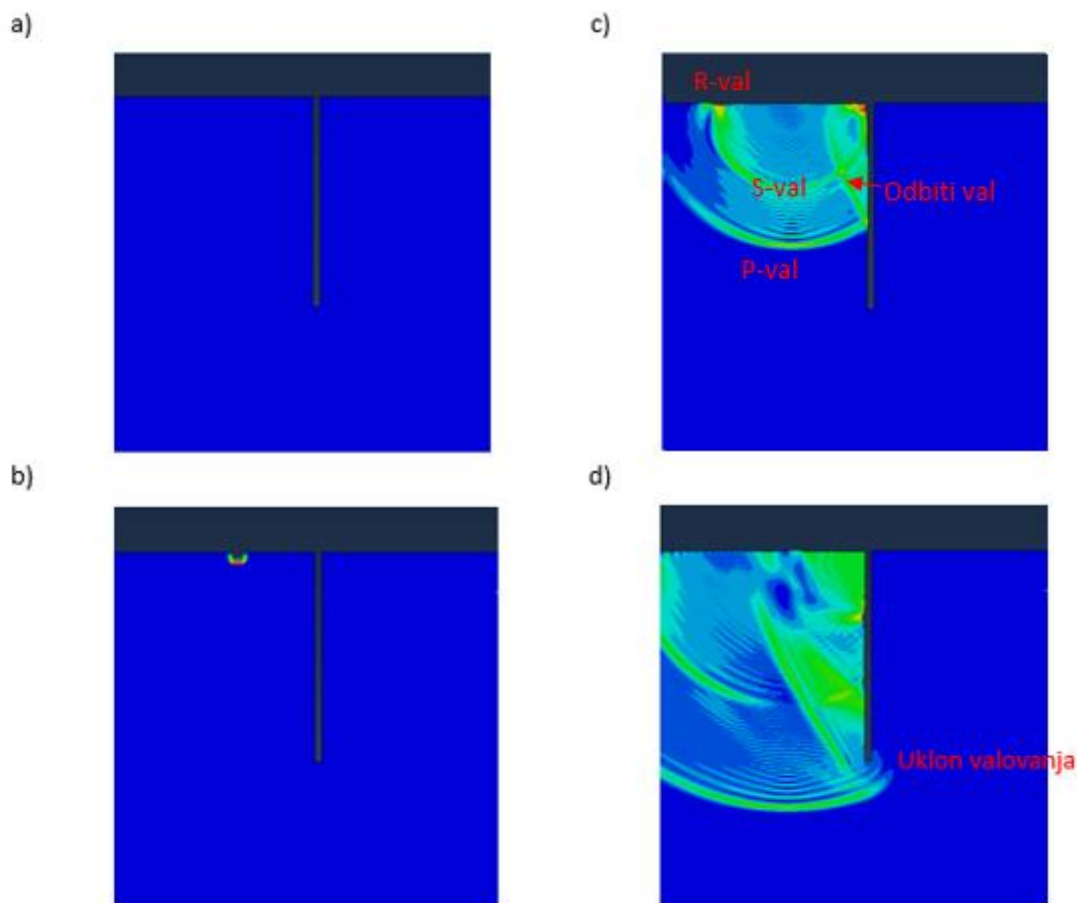 a)
c)
R-val
S-val
Odbiti val
P-val
b)
d)
Uklon valovanja